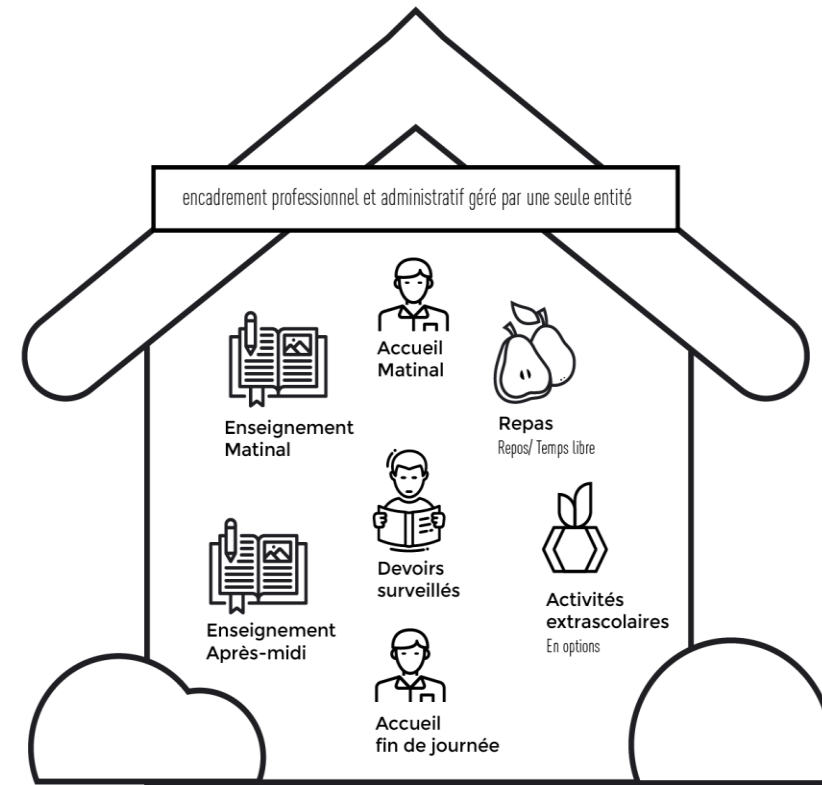 encadrement professionnel et administratif géré par une seule entité
Accueil
Matinal
Enseignement
Matinal
Repas
Repos/ Temps libre
Devoirs
surveillés
Enseignement
Après-midi
Activités
extrascolaires
En options
Accueil
fin de journée